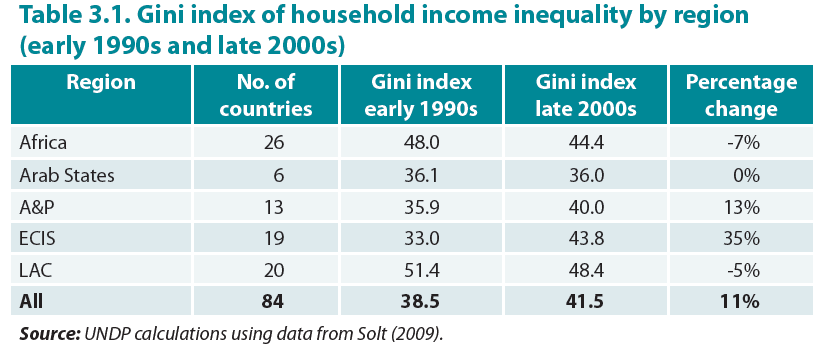 Table 3.1. Gini index of household income inequality by region
(early 1990s and late 2000s)
Region No. of countries Gini index early 1990s Gini index late 2000s Percentage change
Africa 26 48.0 44.4 -7%
Arab States 6 36.1 36.0 0%
A&P 13 35.9 40.0 13%
ECIS 19 33.0 43.8 35%
LAC 20 51.4 48.4 -5%
All 84 38.5 41.5 11%
Source: UNDP calculations using data from Solt (2009).